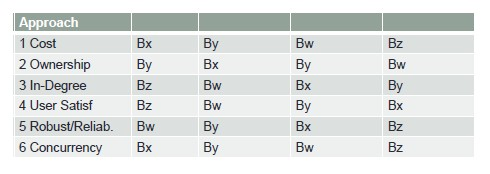 Approach
1 Cost Bx By Bw Bz
2 Ownership By Bx By Bw
3 In-Degree Bz Bw Bx By
4 User Satisf Bz Bw By Bx
5 Robust/Reliab. Bw By Bx Bz
6 Concurrency Bx By Bw Bz